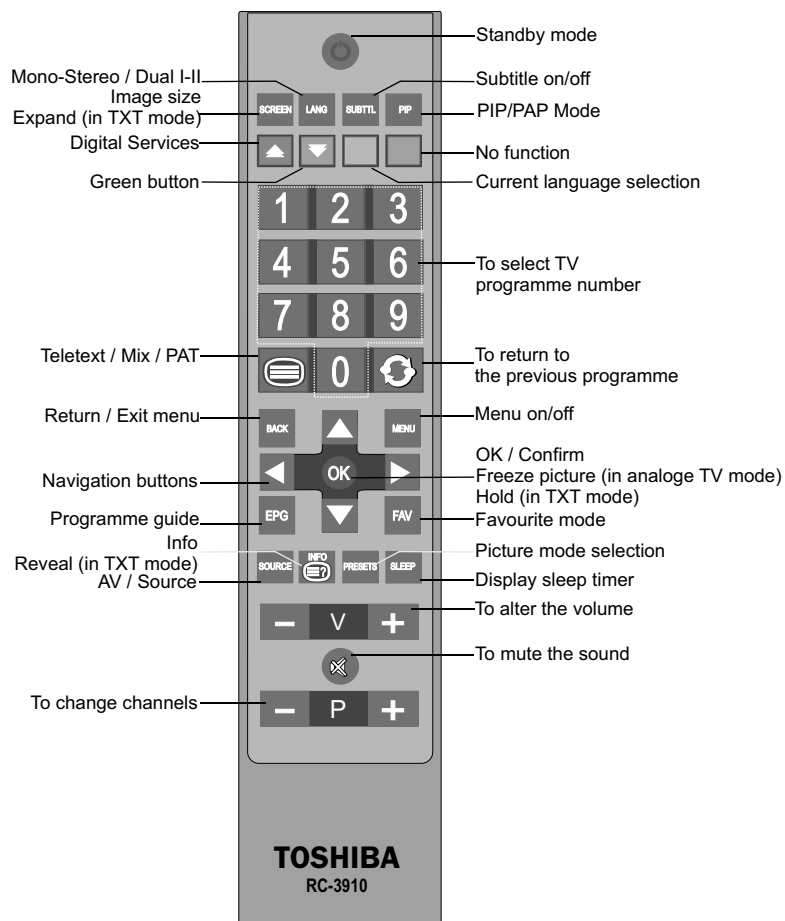 Standby mode
Mono-Stereo / Dual I-II
Image size
Expand (in TXT mode)
Digital Services
Green button
Subtitle on/off
PIP/PAP Mode
No function
Current language selection
SCREEN LANG SUBTTL PIP
1 2 3
4 5 6
7 8 9
0
To select TV
programme number
Teletext / Mix / PAT
To return to
the previous programme
Return / Exit menu
BACK
MENU
Menu on/off
OK
OK / Confirm
Freeze picture (in analoge TV mode)
Hold (in TXT mode)
Navigation buttons
Programme guide
EPG
FAV
Favourite mode
Info
Reveal (in TXT mode)
AV / Source
SOURCE INFO PRESETS SLEEP
?
Picture mode selection
Display sleep timer
− V +
To alter the volume
To mute the sound
To change channels
− P +
TOSHIBA
RC-3910